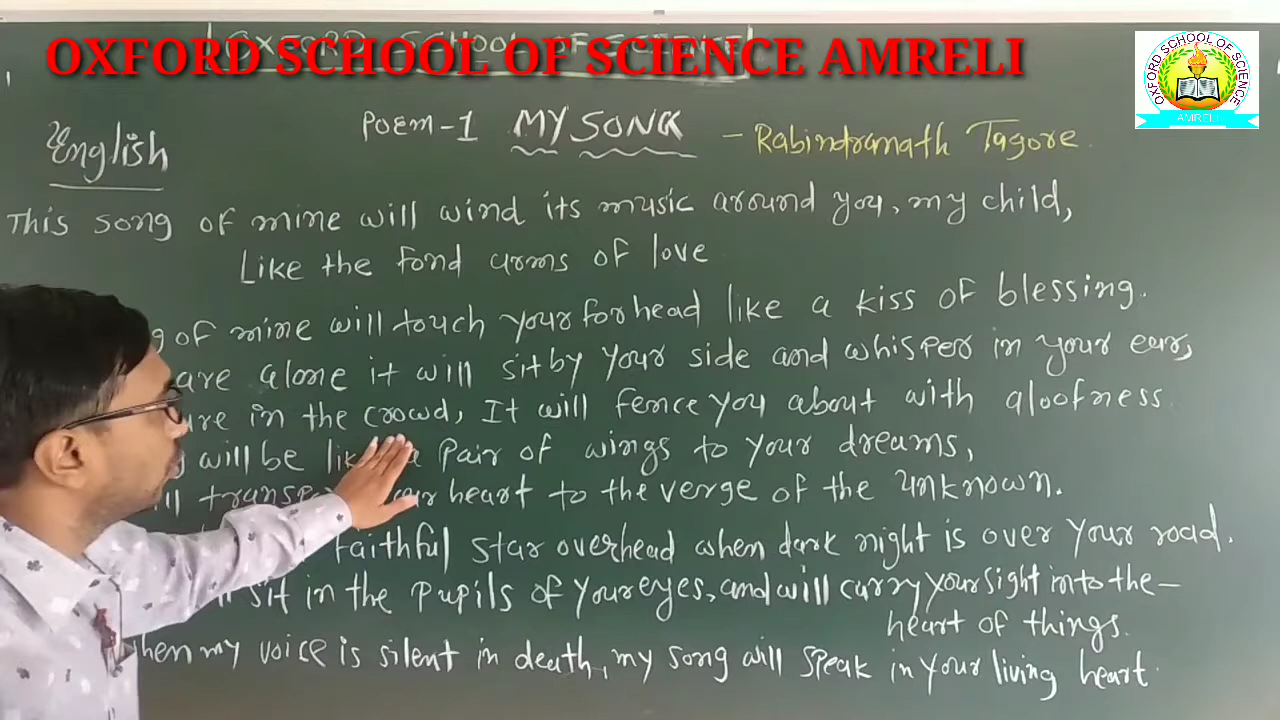 OXFORD SCHOOL OF SCIENCE
OXFORD SCHOOL OF SCIENCE AMRELI
OXFORD SCHOOL OF SCIENCE
AMRELI
English
POEM-1 MY SONG - Rabindranath Tagore.
This song of mine will wind its music around you, my child,
Like the fond arms of love
of mine will touch your forhead like a kiss of blessing.
are alone it will sit by your side and whisper in your ear,
in the crowd, It will fence you about with aloofness
will be like a pair of wings to your dreams,
heart to the verge of the unknown.
faithful star overhead when dark night is over your road.
sit in the pupils of your eyes, and will carry your sight into the-
heart of things.
when my voice is silent in death, my song will speak in your living heart.